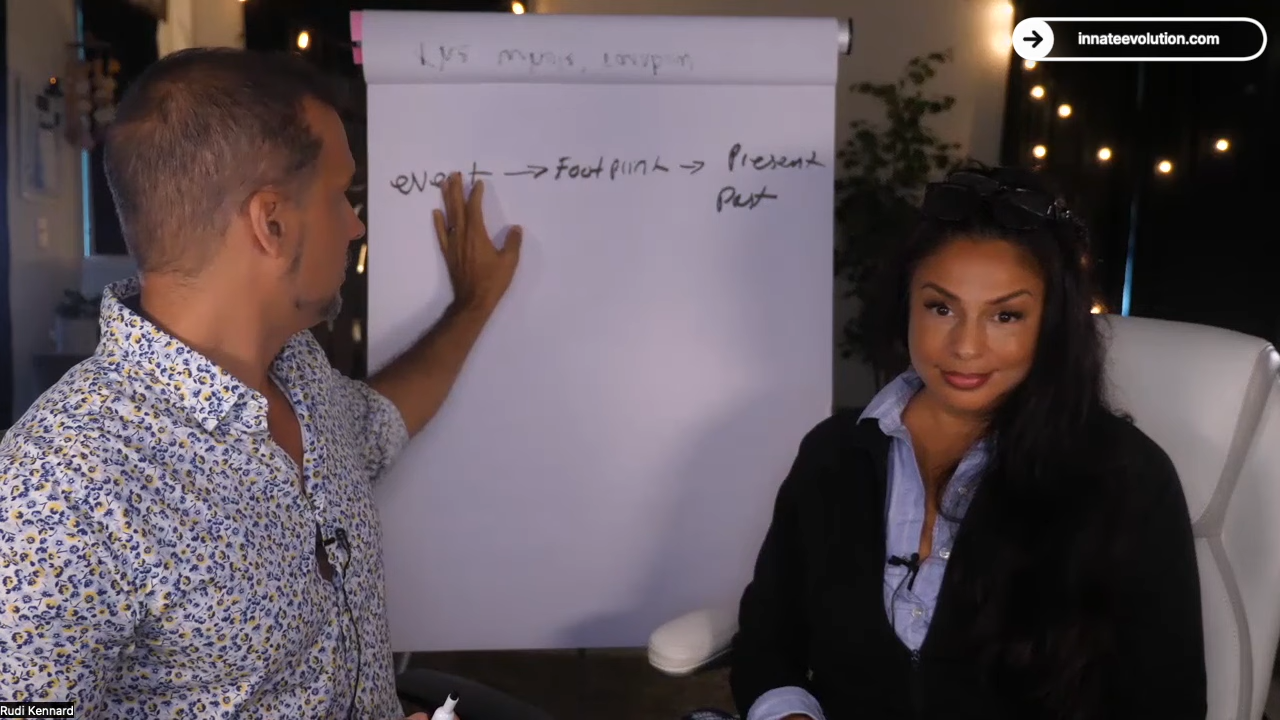 innateevolution.com
event → Footprint → Present
Past
Rudi Kennard